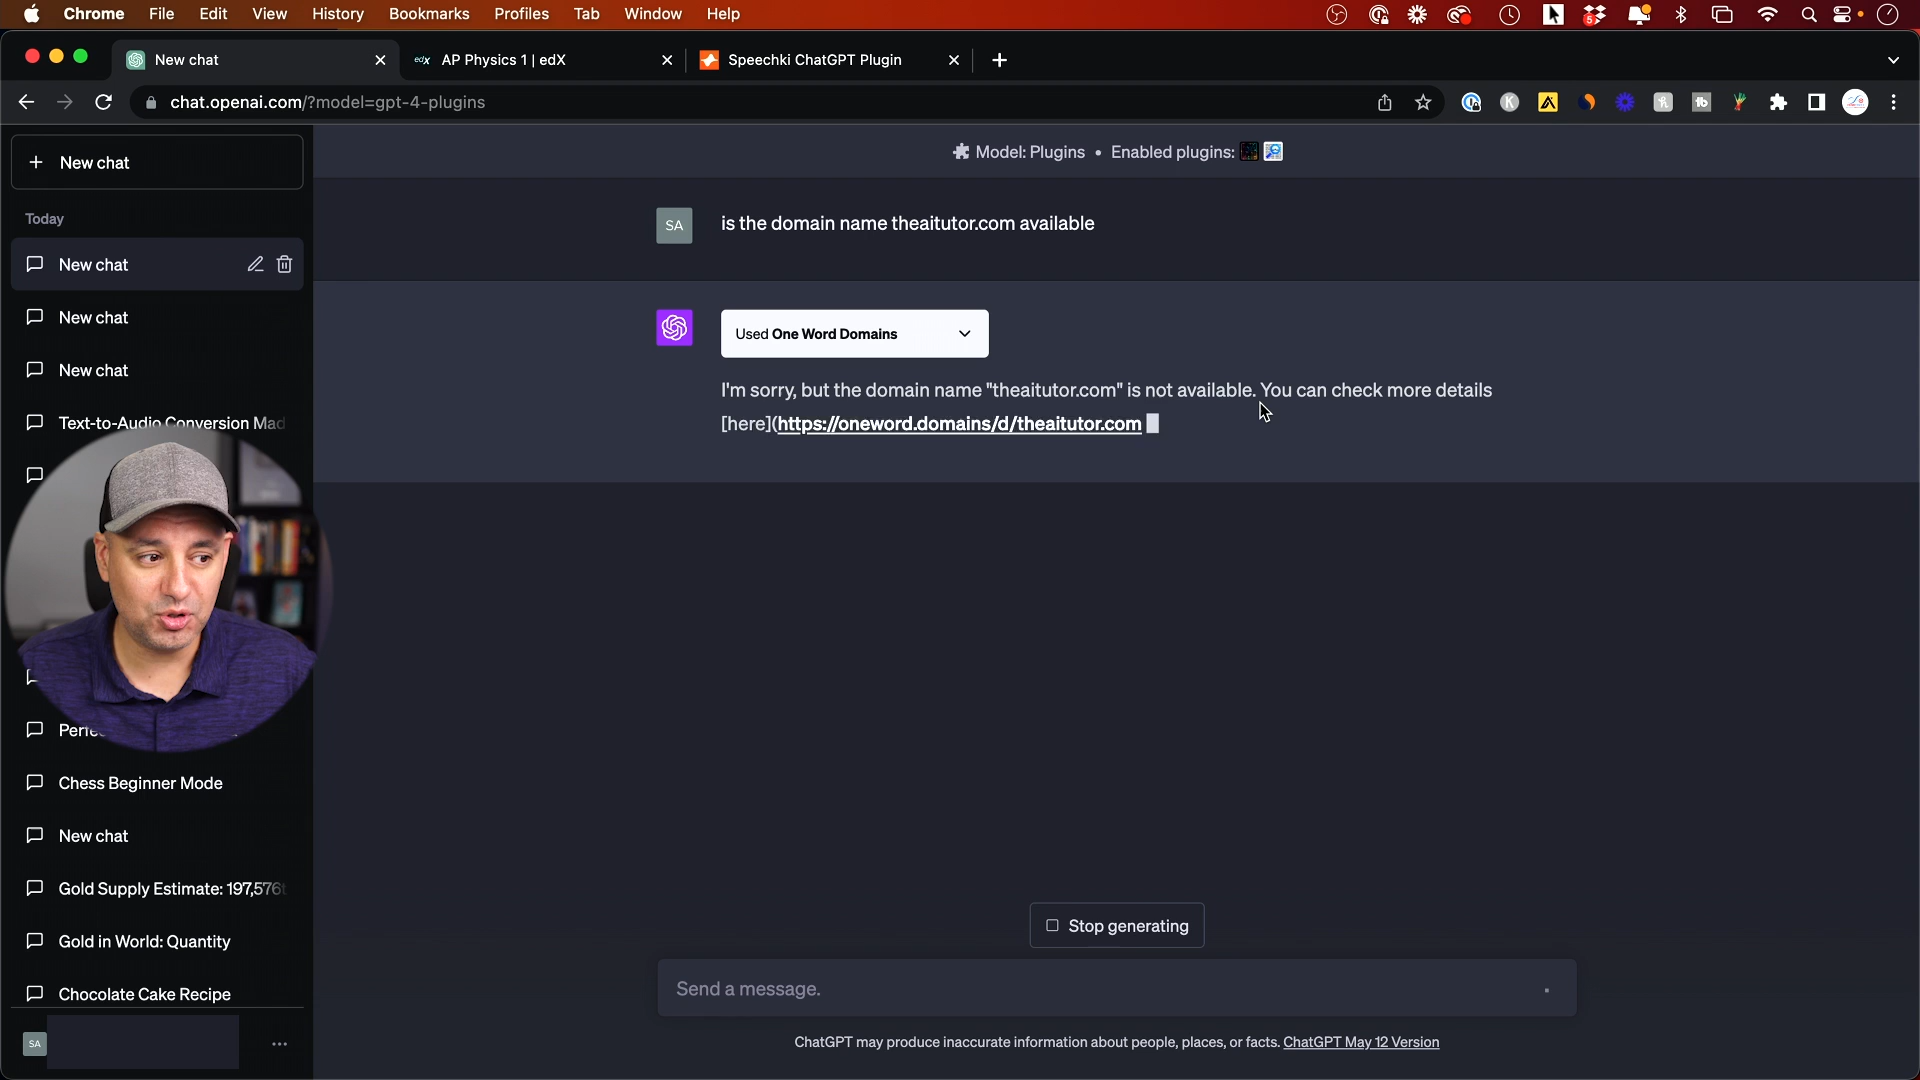 Chrome File Edit View History Bookmarks Profiles Tab Window Help
New chat
edX AP Physics 1 | edX
Speechki ChatGPT Plugin
chat.openai.com/?model=gpt-4-plugins
+ New chat
Model: Plugins • Enabled plugins:
Today
New chat
New chat
New chat
Text-to-Audio Conversion Mad
Chess Beginner Mode
New chat
Gold Supply Estimate: 197,576t
Gold in World: Quantity
Chocolate Cake Recipe
SA
SA
is the domain name theaitutor.com available
Used One Word Domains
I'm sorry, but the domain name "theaitutor.com" is not available. You can check more details
[here](https://oneword.domains/d/theaitutor.com
Stop generating
Send a message.
ChatGPT may produce inaccurate information about people, places, or facts. ChatGPT May 12 Version